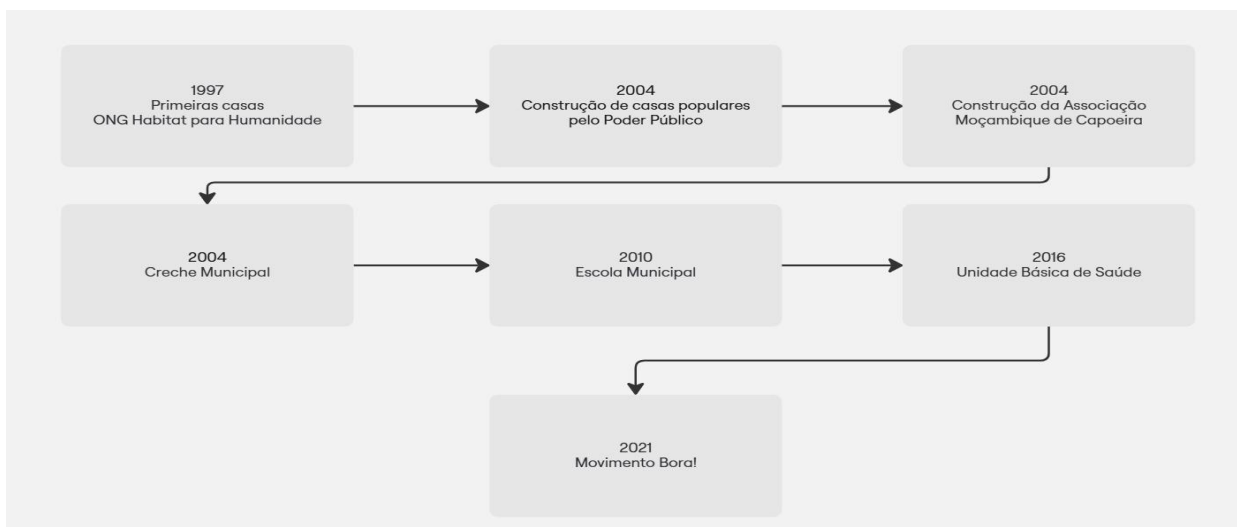 1997
Primeiras casas
ONG Habitat para Humanidade
2004
Construção de casas populares
pelo Poder Público
2004
Construção da Associação
Moçambique de Capoeira
2004
Creche Municipal
2010
Escola Municipal
2016
Unidade Básica de Saúde
2021
Movimento Bora!